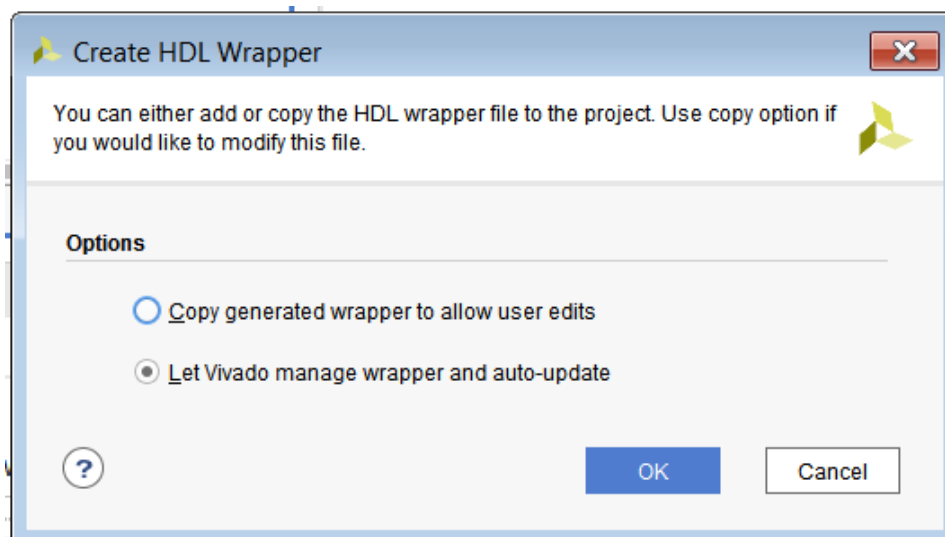 Create HDL Wrapper
You can either add or copy the HDL wrapper file to the project. Use copy option if
you would like to modify this file.
Options
Copy generated wrapper to allow user edits
Let Vivado manage wrapper and auto-update
?
OK
Cancel